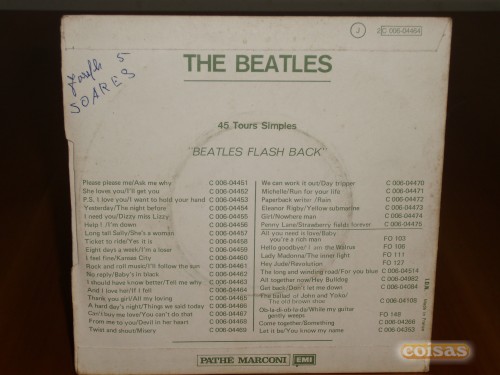 J 2C 006-04464
THE BEATLES
5
SOARES
45 Tours Simples
"BEATLES FLASH BACK"
Please please me/Ask me why C 006-04451
She loves you/I'll get you C 006-04452
P.S. I love you/I want to hold your hand C 006-04453
Yesterday/The night before C 006-04454
I need you/Dizzy miss Lizzy C 006-04455
Help ! /I'm down C 006-04456
Long tall Sally/She's a woman C 006-04457
Ticket to ride/Yes it is C 006-04458
Eight days a week/I'm a loser C 006-04459
I feel fine/Kansas City C 006-04460
Rock and roll music/I'll follow the sun C 006-04461
No reply/Baby's in black C 006-04462
I should have known better/Tell me why C 006-04463
And I love her/If I fell C 006-04464
Thank you girl/All my loving C 006-04465
A hard day's night/Things we said today C 006-04466
Can't buy me love/You can't do that C 006-04467
From me to you/Devil in her heart C 006-04468
Twist and shout/Misery C 006-04469
We can work it out/Day tripper C 006-04470
Michelle/Run for your life C 006-04471
Paperback writer /Rain C 006-04472
Eleanor Rigby/Yellow submarine C 006-04473
Girl/Nowhere man C 006-04474
Penny Lane/Strawberry fields forever C 006-04475
All you need is love/Baby
you're a rich man FO 103
Hello goodbye/I am the Walrus FO 106
Lady Madonna/The inner light FO 111
Hey Jude/Revolution FO 127
The long and winding road/For you blue C 006-04514
All together now/Hey Bulldog C 006-04982
Get back/Don't let me down C 006-04084
The ballad of John and Yoko/
The old brown shoe C 006-04108
Ob-la-di-ob-la-da/While my guitar
gently weeps FO 148
Come together/Something C 006-04266
Let it be/You know my name C 006-04353
Made in France
PATHÉ MARCONI EMI
coisas